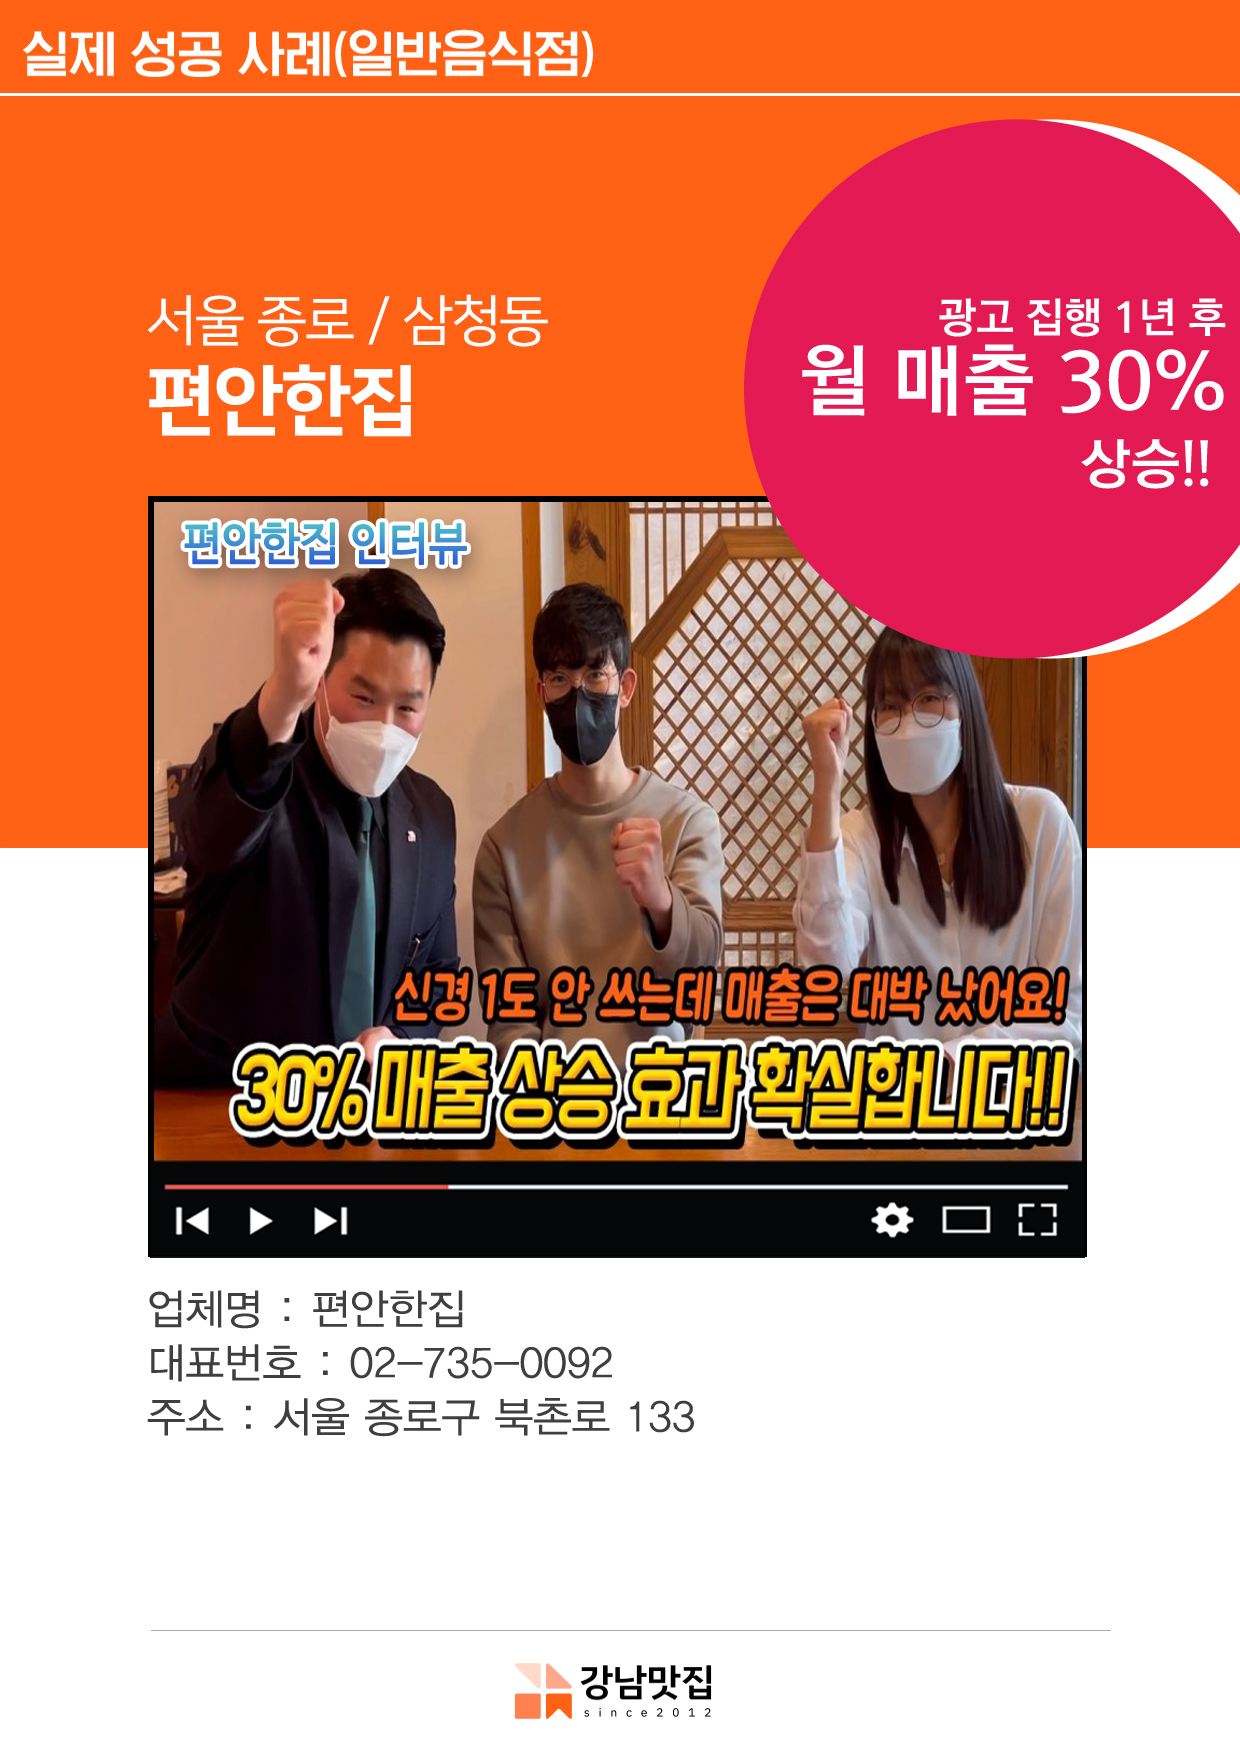 실제 성공 사례(일반음식점)
광고 집행 1년 후
월 매출 30%
상승!!
서울 종로 / 삼청동
편안한집
편안한집 인터뷰
신경 1도 안 쓰는데 매출은 대박 났어요!
30% 매출 상승 효과 확실합니다!!
업체명 : 편안한집
대표번호 : 02-735-0092
주소 : 서울 종로구 북촌로 133
강남맛집
since2012